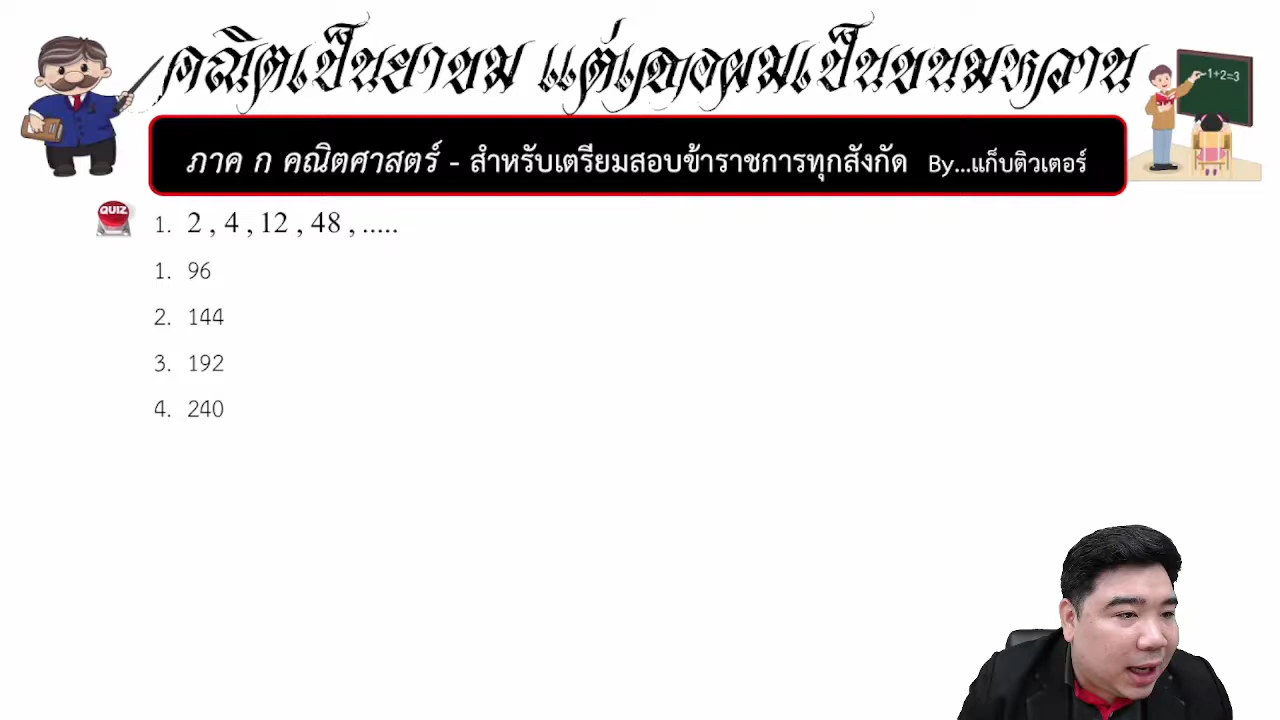 คณิตเป็นยาขม แต่เคอผมเป็นขนมหวาน
ภาค ก คณิตศาสตร์ - สำหรับเตรียมสอบข้าราชการทุกสังกัด By...แก็บติวเตอร์
1+2=3
QUIZ
1. 2 , 4 , 12 , 48 , .....
1. 96
2. 144
3. 192
4. 240